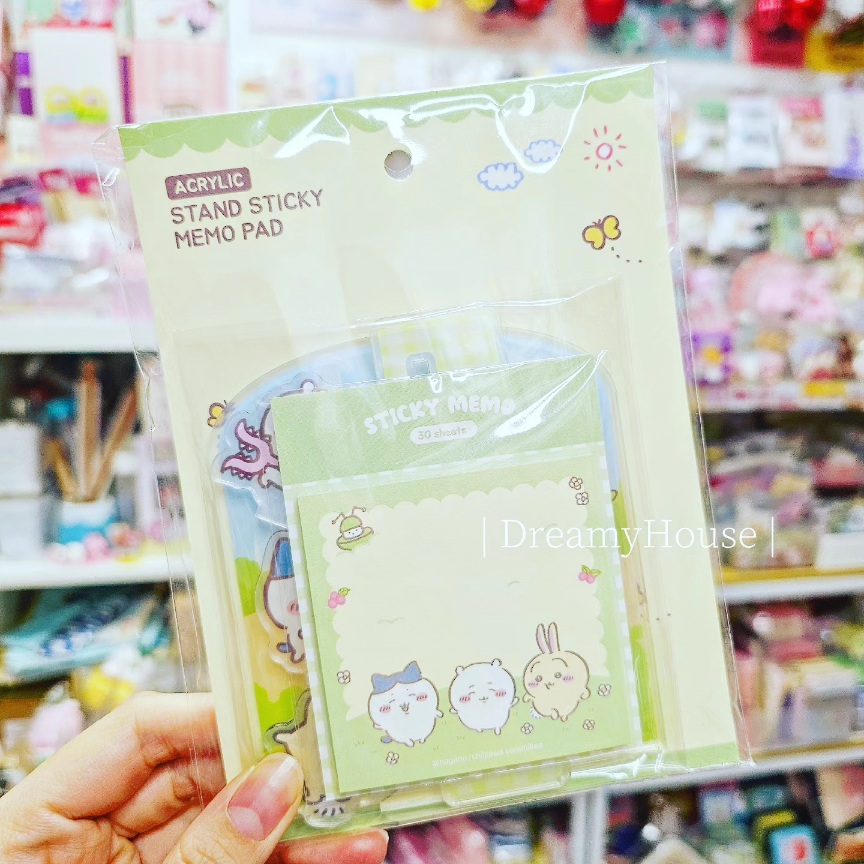 ACRYLIC
STAND STICKY
MEMO PAD
STICKY MEMO
30 sheets
| DreamyHouse |